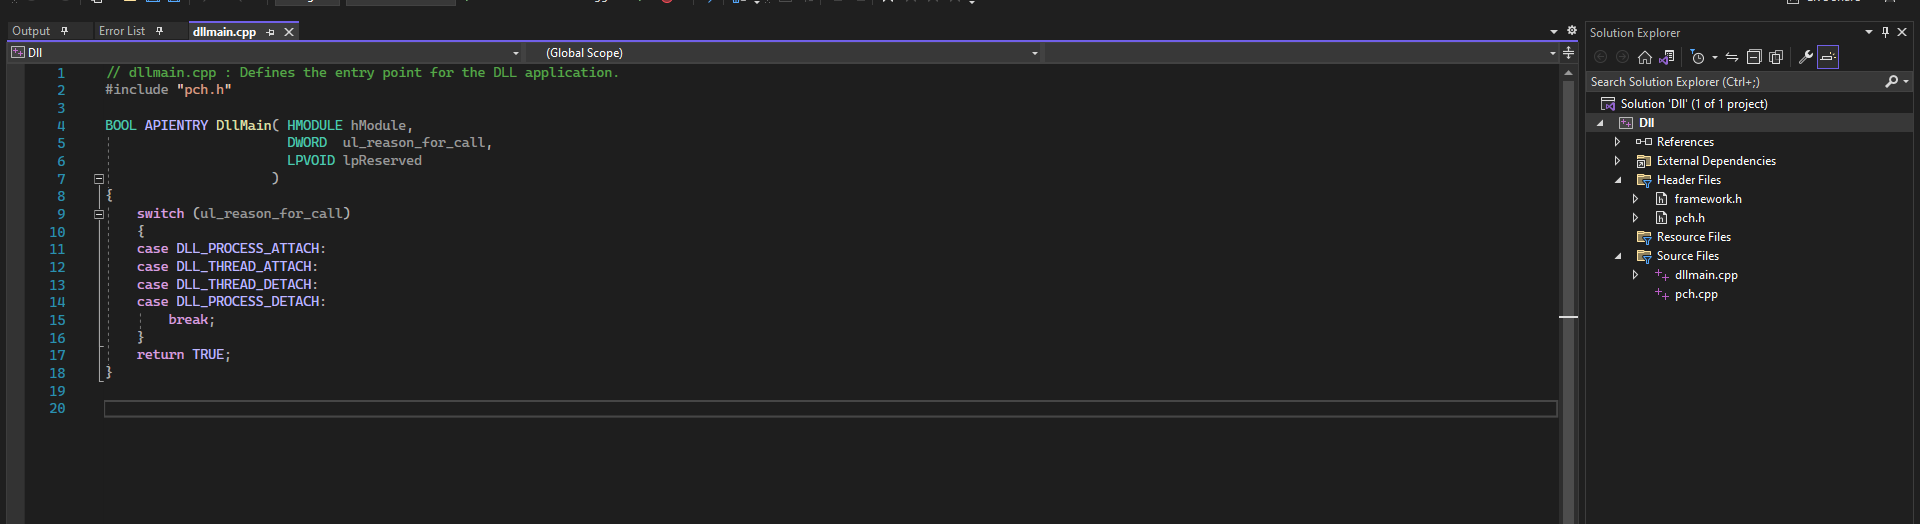 Output
Error List
dllmain.cpp
Dll
(Global Scope)
1 // dllmain.cpp : Defines the entry point for the DLL application.
2 #include "pch.h"
3
4 BOOL APIENTRY DllMain( HMODULE hModule,
5 DWORD  ul_reason_for_call,
6 LPVOID lpReserved
7 )
8 {
9 switch (ul_reason_for_call)
10 {
11 case DLL_PROCESS_ATTACH:
12 case DLL_THREAD_ATTACH:
13 case DLL_THREAD_DETACH:
14 case DLL_PROCESS_DETACH:
15 break;
16 }
17 return TRUE;
18 }
19
20
Solution Explorer
Search Solution Explorer (Ctrl+;)
Solution 'Dll' (1 of 1 project)
Dll
References
External Dependencies
Header Files
framework.h
pch.h
Resource Files
Source Files
dllmain.cpp
pch.cpp